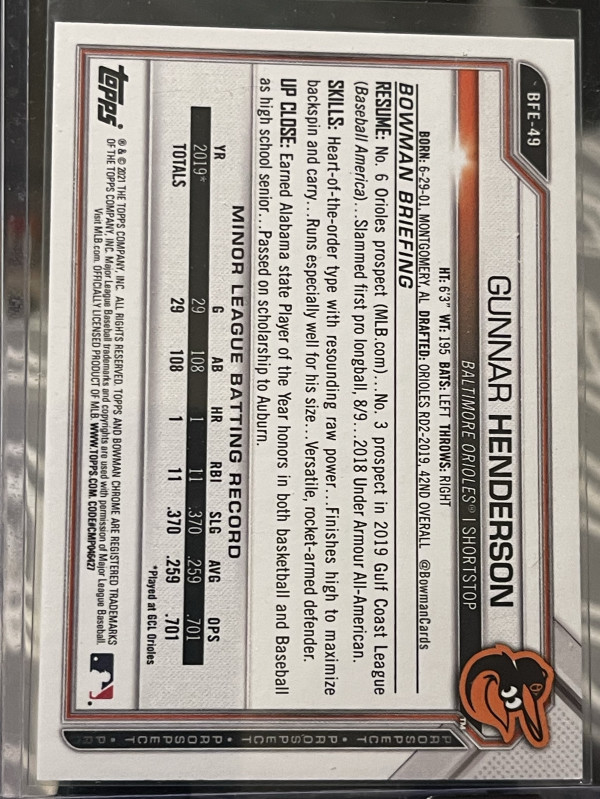 BFE-49
GUNNAR HENDERSON
BALTIMORE ORIOLES® | SHORTSTOP
HT: 6'3" WT: 195 BATS: LEFT THROWS: RIGHT
BORN: 6-29-01, MONTGOMERY, AL DRAFTED: ORIOLES RD2-2019, 42ND OVERALL @BowmanCards
BOWMAN BRIEFING
RESUME: No. 6 Orioles prospect (MLB.com)...No. 3 prospect in 2019 Gulf Coast League
(Baseball America)...Slammed first pro longball, 8/9...2018 Under Armour All-American.
SKILLS: Heart-of-the-order type with resounding raw power...Finishes high to maximize
backspin and carry...Runs especially well for his size...Versatile, rocket-armed defender.
UP CLOSE: Earned Alabama state Player of the Year honors in both basketball and Baseball
as high school senior...Passed on scholarship to Auburn.
MINOR LEAGUE BATTING RECORD
YR G AB HR RBI SLG AVG OPS
2019* 29 108 1 11 .370 .259 .701
TOTALS 29 108 1 11 .370 .259 .701
*Played at GCL Orioles
topps
® & © 2021 THE TOPPS COMPANY, INC. ALL RIGHTS RESERVED. TOPPS AND BOWMAN CHROME ARE REGISTERED TRADEMARKS
OF THE TOPPS COMPANY, INC. Major League Baseball trademarks and copyrights are used with permission of Major League Baseball.
Visit MLB.com. OFFICIALLY LICENSED PRODUCT OF MLB. WWW.TOPPS.COM. CODE#CMP046427
TM
PROSPECT • PROSPECT • PROSPECT • PR